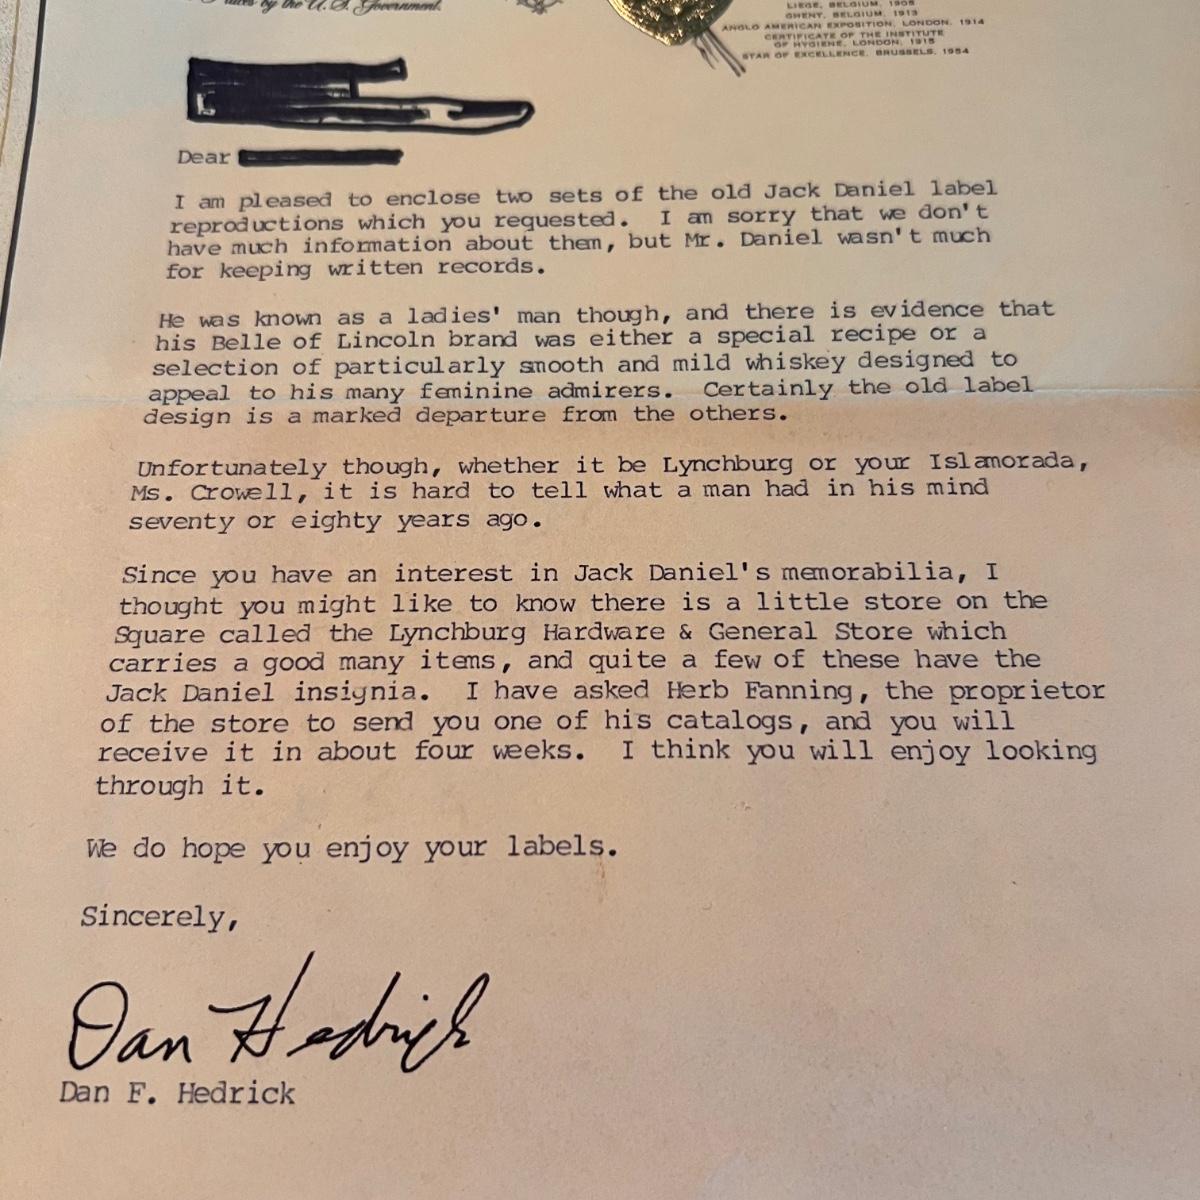 by the U. S. Government.
LIEGE, BELGIUM, 1905
GHENT, BELGIUM, 1913
ANGLO AMERICAN EXPOSITION, LONDON, 1914
CERTIFICATE OF THE INSTITUTE
OF HYGIENE, LONDON, 1915
STAR OF EXCELLENCE, BRUSSELS, 1954
Dear
I am pleased to enclose two sets of the old Jack Daniel label
reproductions which you requested. I am sorry that we don't
have much information about them, but Mr. Daniel wasn't much
for keeping written records.
He was known as a ladies' man though, and there is evidence that
his Belle of Lincoln brand was either a special recipe or a
selection of particularly smooth and mild whiskey designed to
appeal to his many feminine admirers. Certainly the old label
design is a marked departure from the others.
Unfortunately though, whether it be Lynchburg or your Islamorada,
Ms. Crowell, it is hard to tell what a man had in his mind
seventy or eighty years ago.
Since you have an interest in Jack Daniel's memorabilia, I
thought you might like to know there is a little store on the
Square called the Lynchburg Hardware & General Store which
carries a good many items, and quite a few of these have the
Jack Daniel insignia. I have asked Herb Fanning, the proprietor
of the store to send you one of his catalogs, and you will
receive it in about four weeks. I think you will enjoy looking
through it.
We do hope you enjoy your labels.
Sincerely,
Dan Hedrick
Dan F. Hedrick